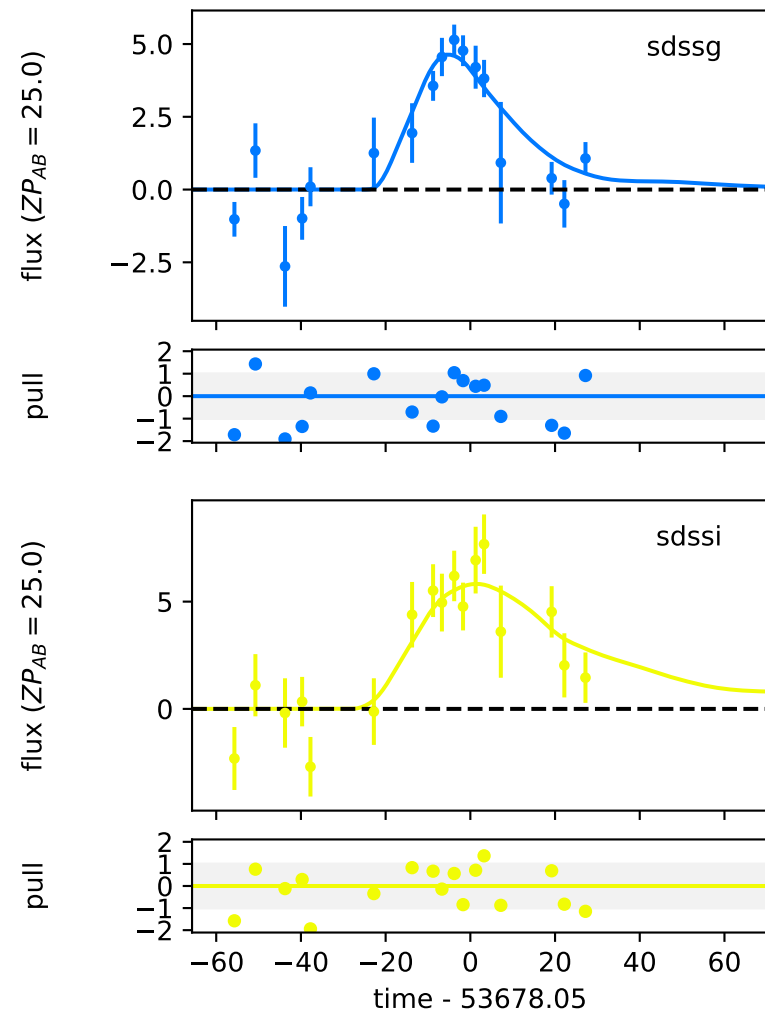 sdssg
flux (ZP_AB = 25.0)
5.0
2.5
0.0
−2.5
pull
2
1
0
−1
−2
sdssi
flux (ZP_AB = 25.0)
5
0
pull
2
1
0
−1
−2
−60 −40 −20 0 20 40 60
time - 53678.05